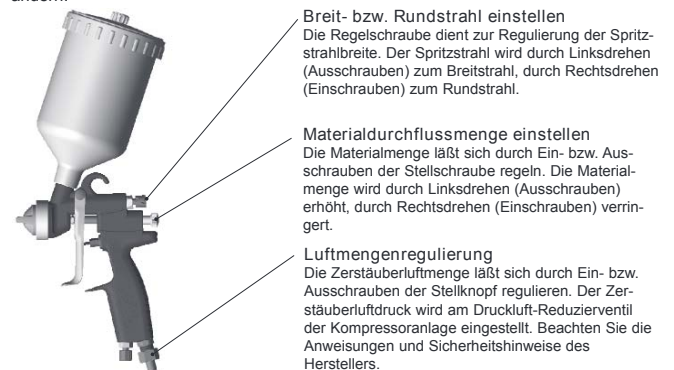 Breit- bzw. Rundstrahl einstellen
Die Regelschraube dient zur Regulierung der Spritz-
strahlbreite. Der Spritzstrahl wird durch Linksdrehen
(Ausschrauben) zum Breitstrahl, durch Rechtsdrehen
(Einschrauben) zum Rundstrahl.
Materialdurchflussmenge einstellen
Die Materialmenge läßt sich durch Ein- bzw. Aus-
schrauben der Stellschraube regeln. Die Material-
menge wird durch Linksdrehen (Ausschrauben)
erhöht, durch Rechtsdrehen (Einschrauben) verrin-
gert.
Luftmengenregulierung
Die Zerstäuberluftmenge läßt sich durch Ein- bzw.
Ausschrauben der Stellknopf regulieren. Der Zer-
stäuberluftdruck wird am Druckluft-Reduzierventil
der Kompressoranlage eingestellt. Beachten Sie die
Anweisungen und Sicherheitshinweise des
Herstellers.